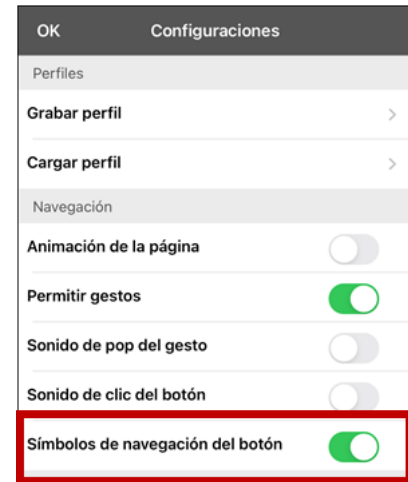 OK Configuraciones
Perfiles
Grabar perfil
Cargar perfil
Navegación
Animación de la página
Permitir gestos
Sonido de pop del gesto
Sonido de clic del botón
Símbolos de navegación del botón